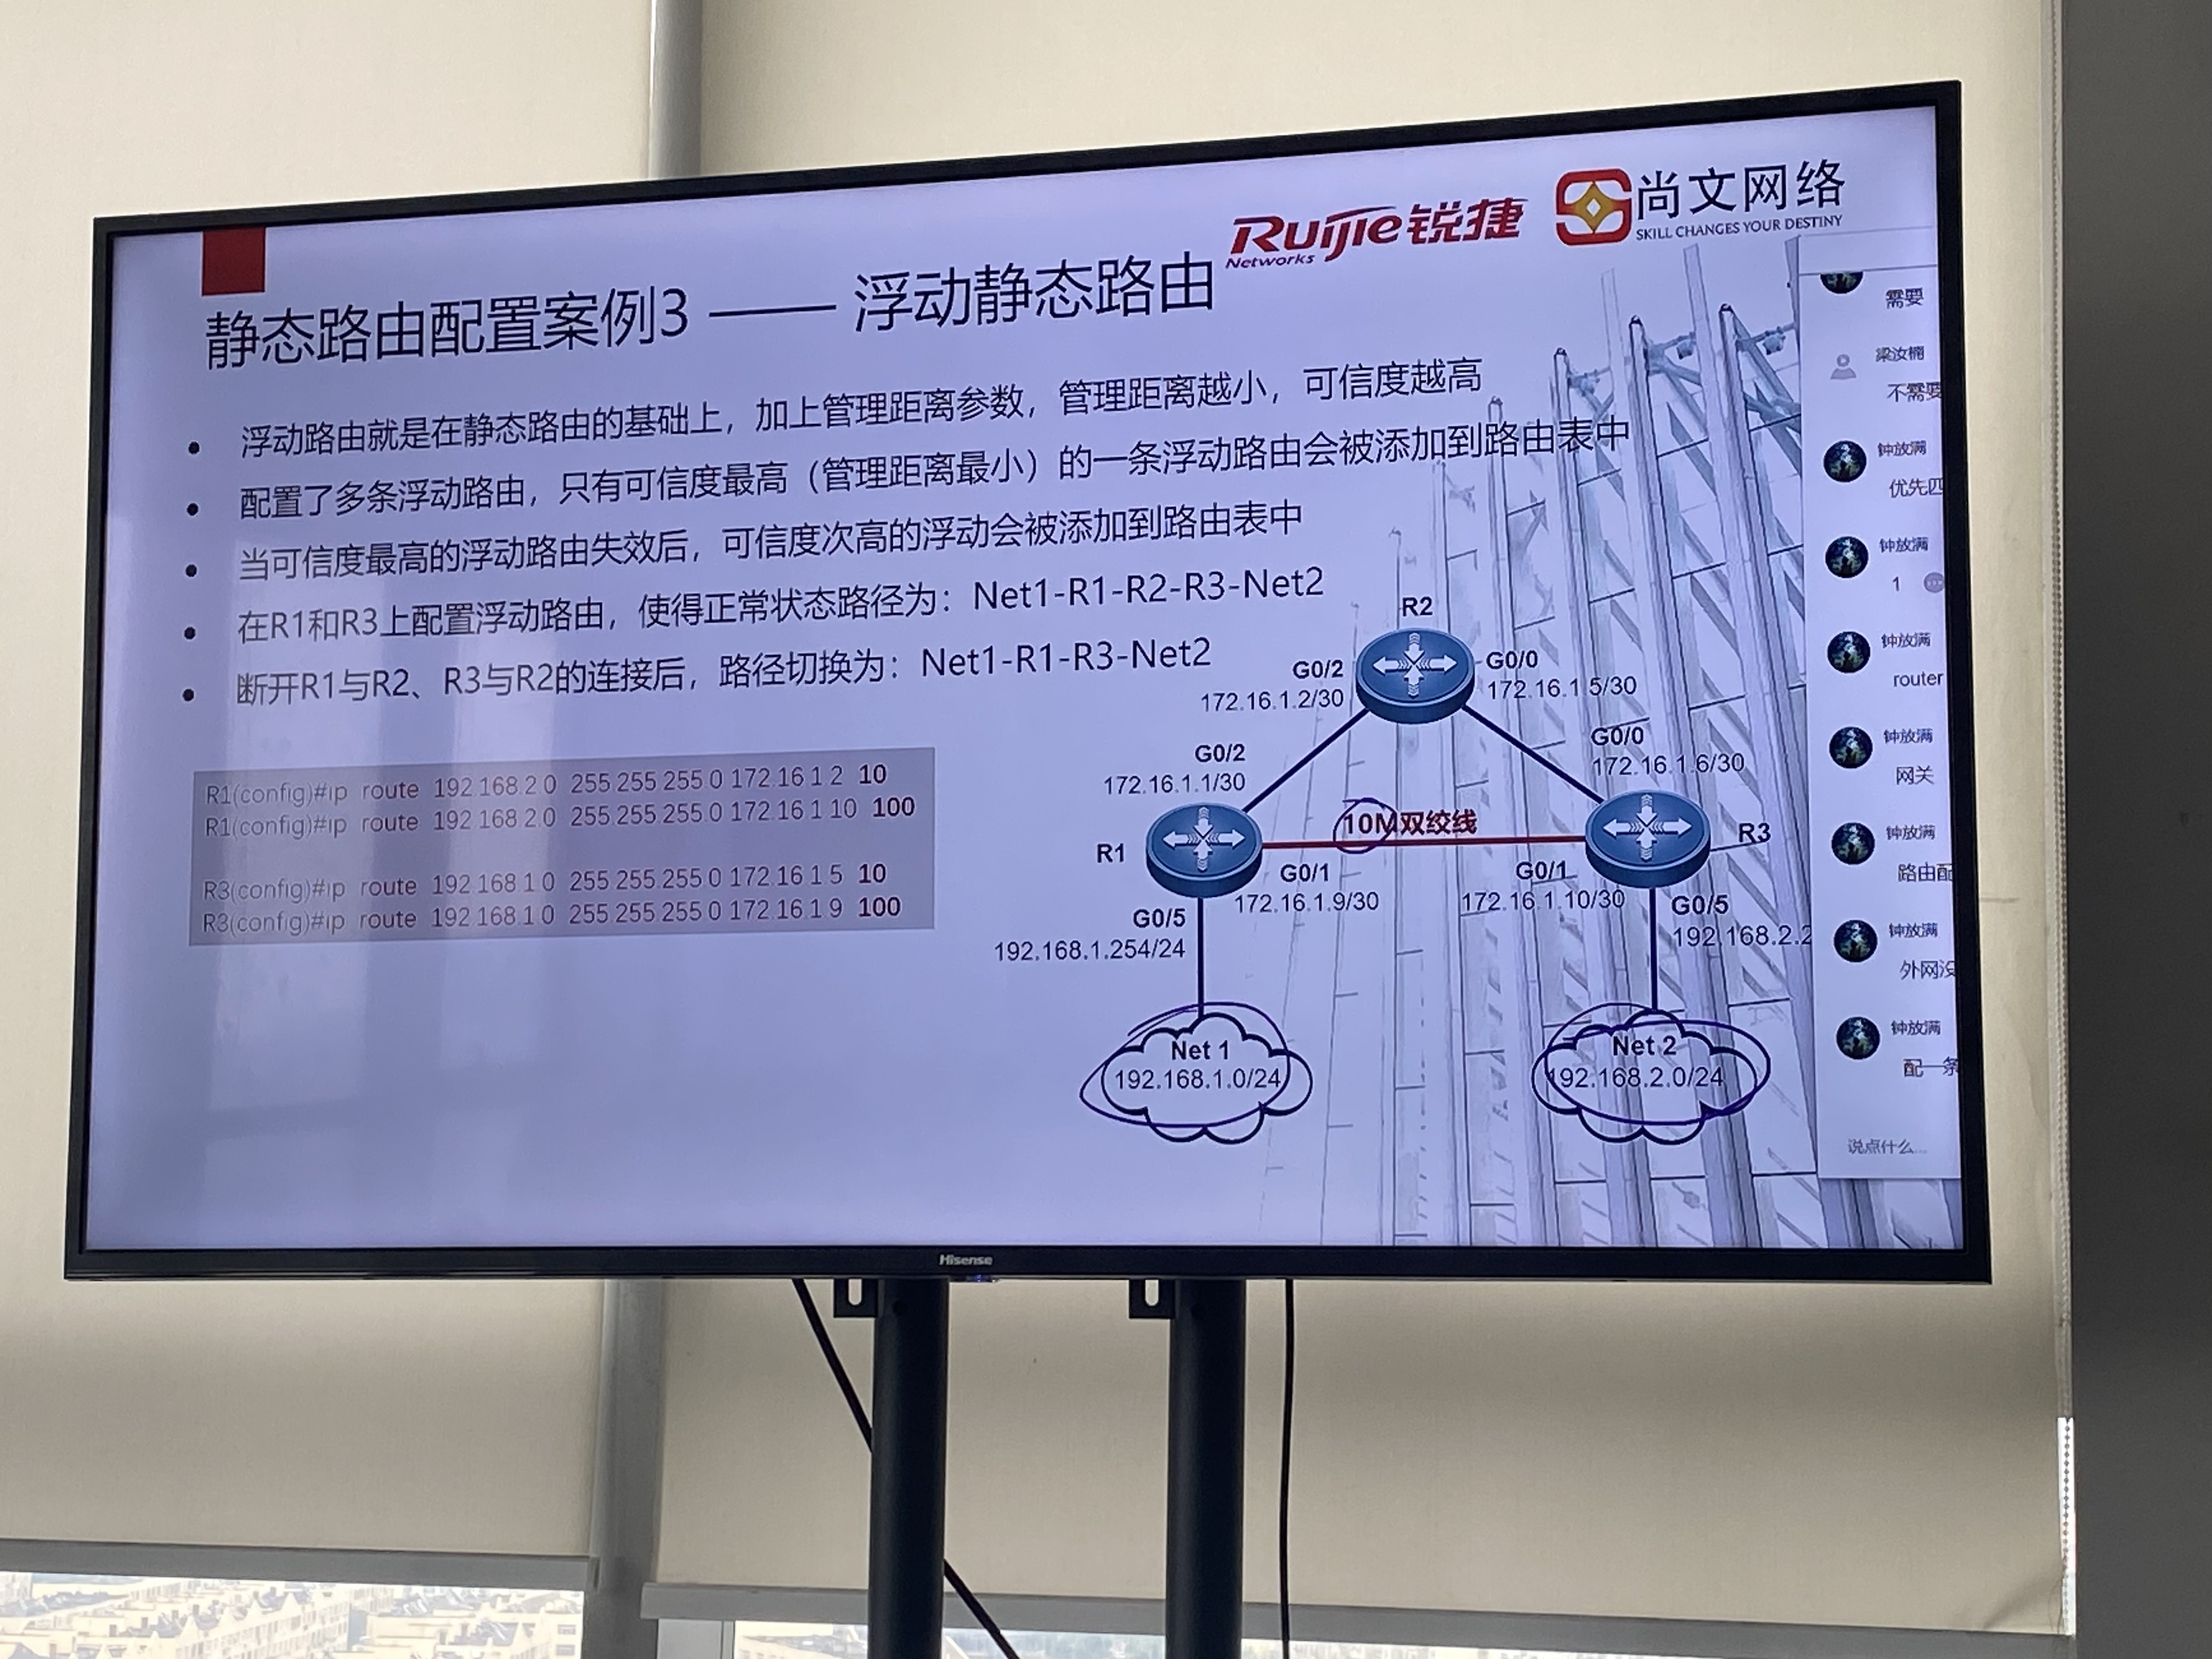 Ruijie锐捷
Networks
尚文网络
SKILL CHANGES YOUR DESTINY
静态路由配置案例3 —— 浮动静态路由
• 浮动路由就是在静态路由的基础上，加上管理距离参数，管理距离越小，可信度越高
• 配置了多条浮动路由，只有可信度最高（管理距离最小）的一条浮动路由会被添加到路由表中
• 当可信度最高的浮动路由失效后，可信度次高的浮动会被添加到路由表中
• 在R1和R3上配置浮动路由，使得正常状态路径为：Net1-R1-R2-R3-Net2
• 断开R1与R2、R3与R2的连接后，路径切换为：Net1-R1-R3-Net2
R1(config)#ip route 192.168.2.0 255.255.255.0 172.16.1.2 10
R1(config)#ip route 192.168.2.0 255.255.255.0 172.16.1.10 100
R3(config)#ip route 192.168.1.0 255.255.255.0 172.16.1.5 10
R3(config)#ip route 192.168.1.0 255.255.255.0 172.16.1.9 100
R2
G0/2
172.16.1.2/30
G0/0
172.16.1.5/30
G0/2
172.16.1.1/30
G0/0
172.16.1.6/30
10M双绞线
R1
R3
G0/1
172.16.1.9/30
G0/1
172.16.1.10/30
G0/5
192.168.1.254/24
G0/5
192.168.2.2
Net 1
192.168.1.0/24
Net 2
192.168.2.0/24
需要
梁汝楠
不需要
钟放满
优先匹
钟放满
1
钟放满
router
钟放满
网关
钟放满
路由配
钟放满
外网没
钟放满
配一条
说点什么...
Hisense